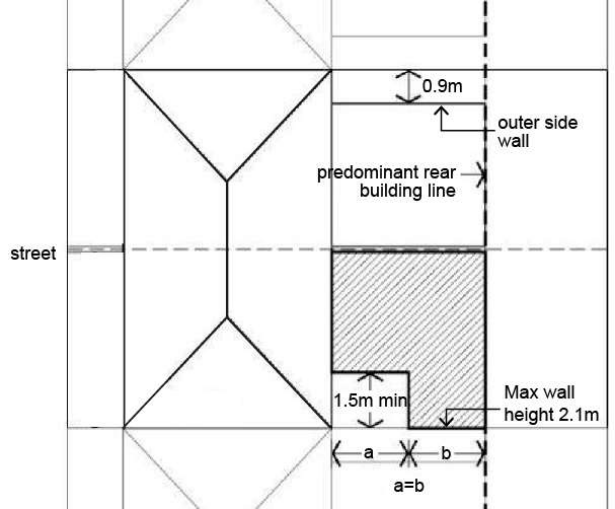 0.9m
outer side
wall
predominant rear
building line
street
1.5m min
Max wall
height 2.1m
a
b
a=b